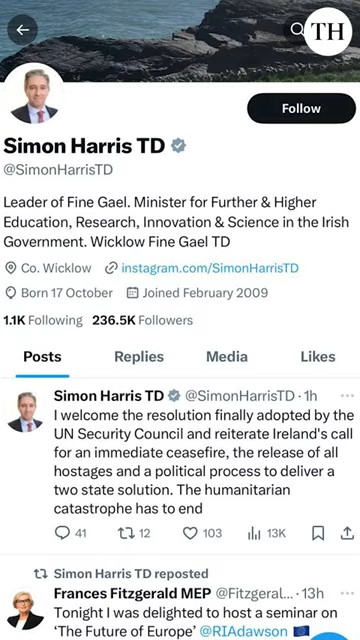 TH
Follow
Simon Harris TD
@SimonHarrisTD
Leader of Fine Gael. Minister for Further & Higher
Education, Research, Innovation & Science in the Irish
Government. Wicklow Fine Gael TD
Co. Wicklow instagram.com/SimonHarrisTD
Born 17 October Joined February 2009
1.1K Following 236.5K Followers
Posts Replies Media Likes
Simon Harris TD @SimonHarrisTD · 1h
I welcome the resolution finally adopted by the
UN Security Council and reiterate Ireland's call
for an immediate ceasefire, the release of all
hostages and a political process to deliver a
two state solution. The humanitarian
catastrophe has to end
41 12 103 13K
Simon Harris TD reposted
Frances Fitzgerald MEP @Fitzgeral... · 13h
Tonight I was delighted to host a seminar on
‘The Future of Europe’ @RIAdawson